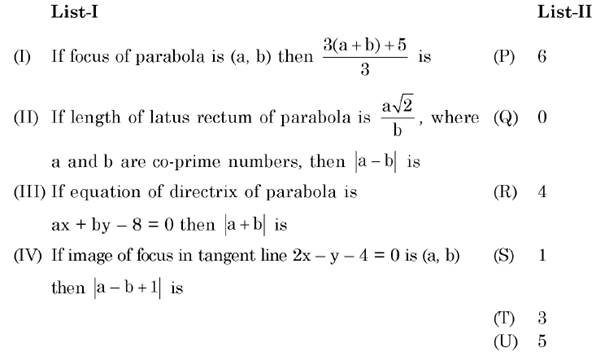 List-I List-II
(I) If focus of parabola is (a, b) then \frac{3(a+b)+5}{3} is (P) 6
(II) If length of latus rectum of parabola is \frac{a\sqrt{2}}{b}, where (Q) 0
a and b are co-prime numbers, then |a – b| is
(III) If equation of directrix of parabola is (R) 4
ax + by – 8 = 0 then |a + b| is
(IV) If image of focus in tangent line 2x – y – 4 = 0 is (a, b) (S) 1
then |a – b + 1| is
(T) 3
(U) 5